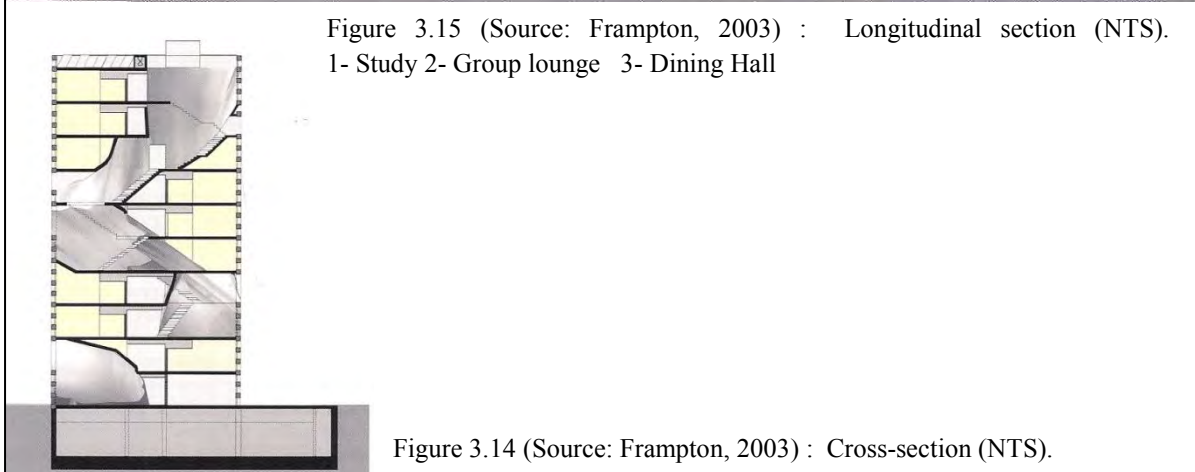 Figure 3.15 (Source: Frampton, 2003) : Longitudinal section (NTS).
1- Study 2- Group lounge 3- Dining Hall
Figure 3.14 (Source: Frampton, 2003) : Cross-section (NTS).